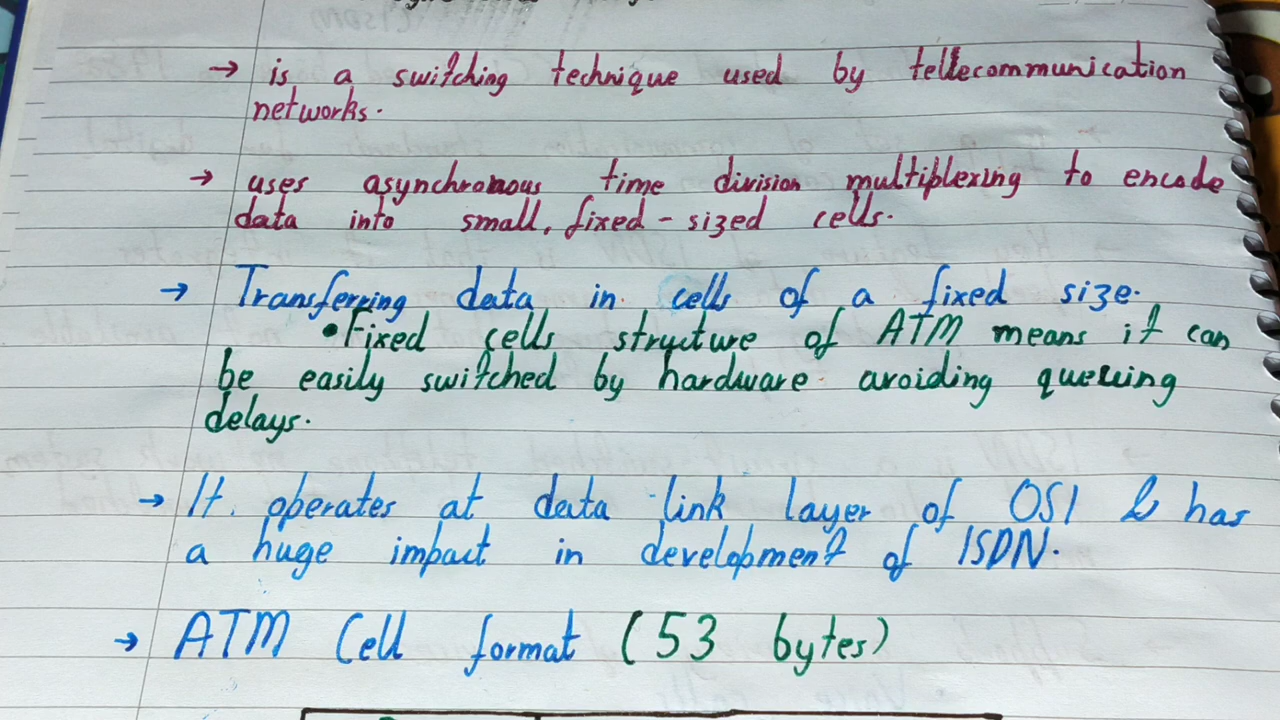 → is a switching technique used by tellecommunication
networks.
→ uses asynchronous time division multiplexing to encode
data into small, fixed-sized cells.
→ Transferring data in cells of a fixed size.
• Fixed cells structure of ATM means it can
be easily switched by hardware avoiding queuing
delays.
→ It operates at data link layer of OSI & has
a huge impact in development of ISDN.
→ ATM Cell format (53 bytes)